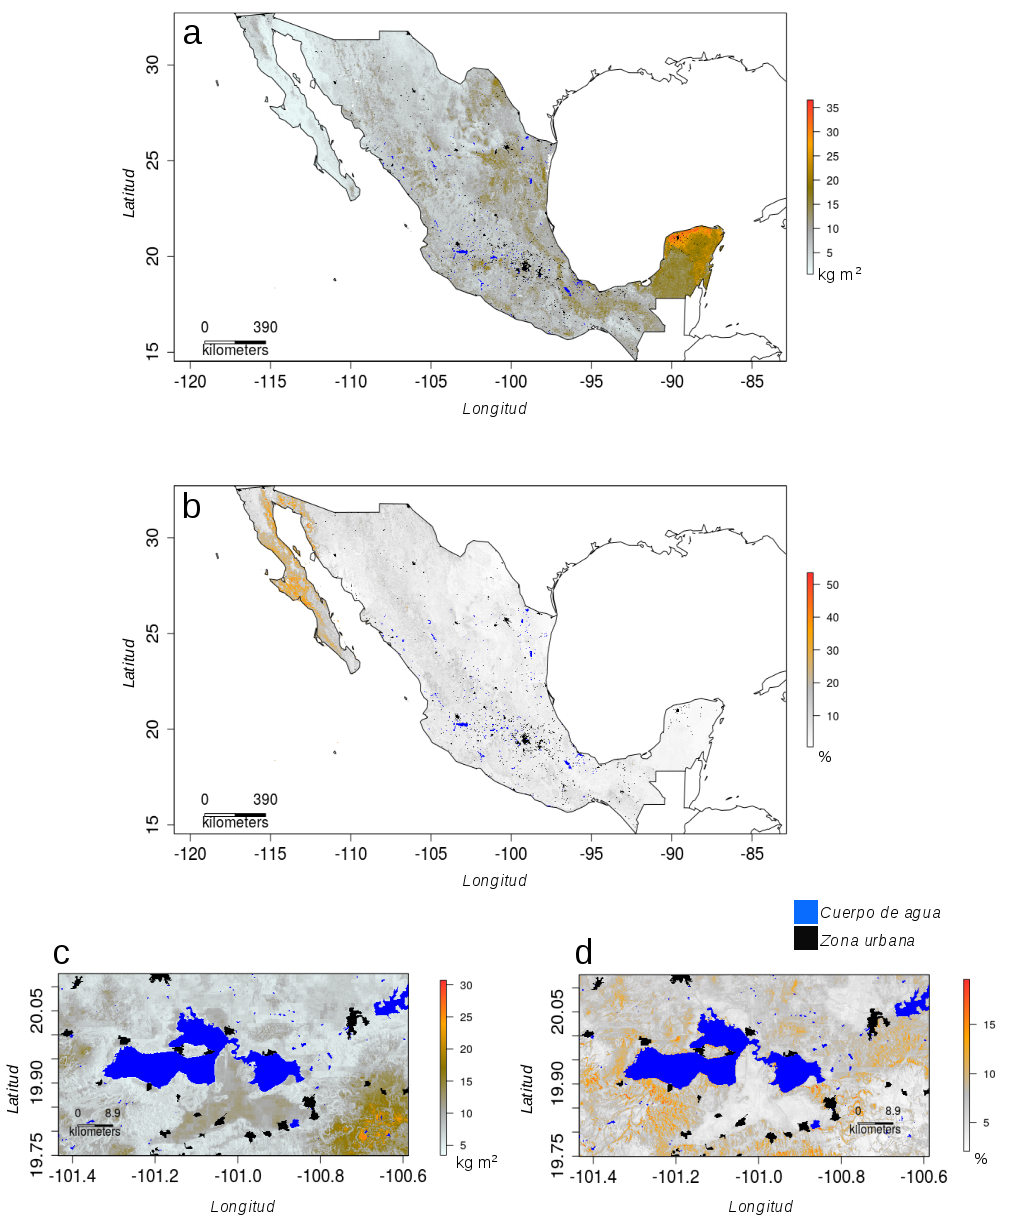 a
30
25
20
15
Latitud
0 390
kilometers
-120 -115 -110 -105 -100 -95 -90 -85
Longitud
35
30
25
20
15
10
5
kg m²
b
30
25
20
15
Latitud
0 390
kilometers
-120 -115 -110 -105 -100 -95 -90 -85
Longitud
50
40
30
20
10
%
Cuerpo de agua
Zona urbana
c
20.05
19.90
19.75
Latitud
0 8.9
kilometers
-101.4 -101.2 -101.0 -100.8 -100.6
Longitud
30
25
20
15
10
5
kg m²
d
20.05
19.90
19.75
Latitud
0 8.9
kilometers
-101.4 -101.2 -101.0 -100.8 -100.6
Longitud
15
10
5
%